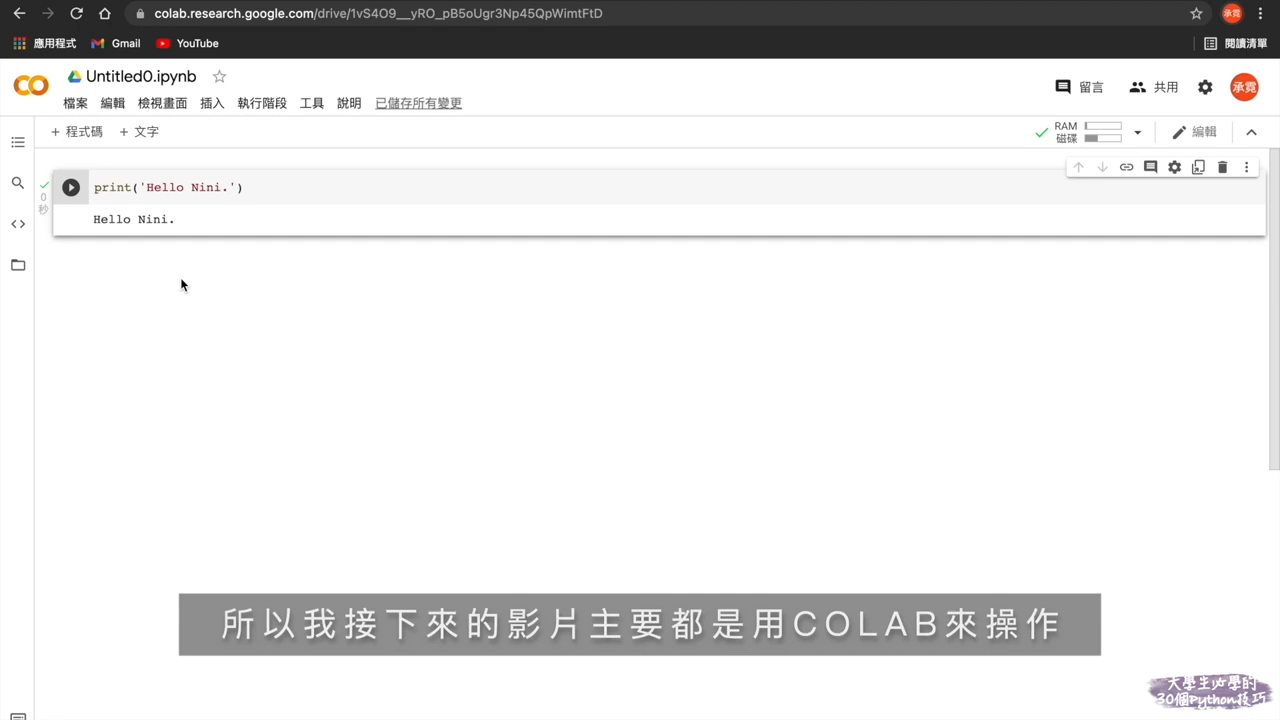 colab.research.google.com/drive/1vS4O9__yRO_pB5oUgr3Np45QpWimtFtD
承霓
應用程式 Gmail YouTube 閱讀清單
CO Untitled0.ipynb
留言 共用 承霓
檔案 編輯 檢視畫面 插入 執行階段 工具 說明 已儲存所有變更
+ 程式碼 + 文字 RAM 磁碟 編輯
print('Hello Nini.')
0
秒
Hello Nini.
所以我接下來的影片主要都是用COLAB來操作
大學生必學的
30個Python技巧